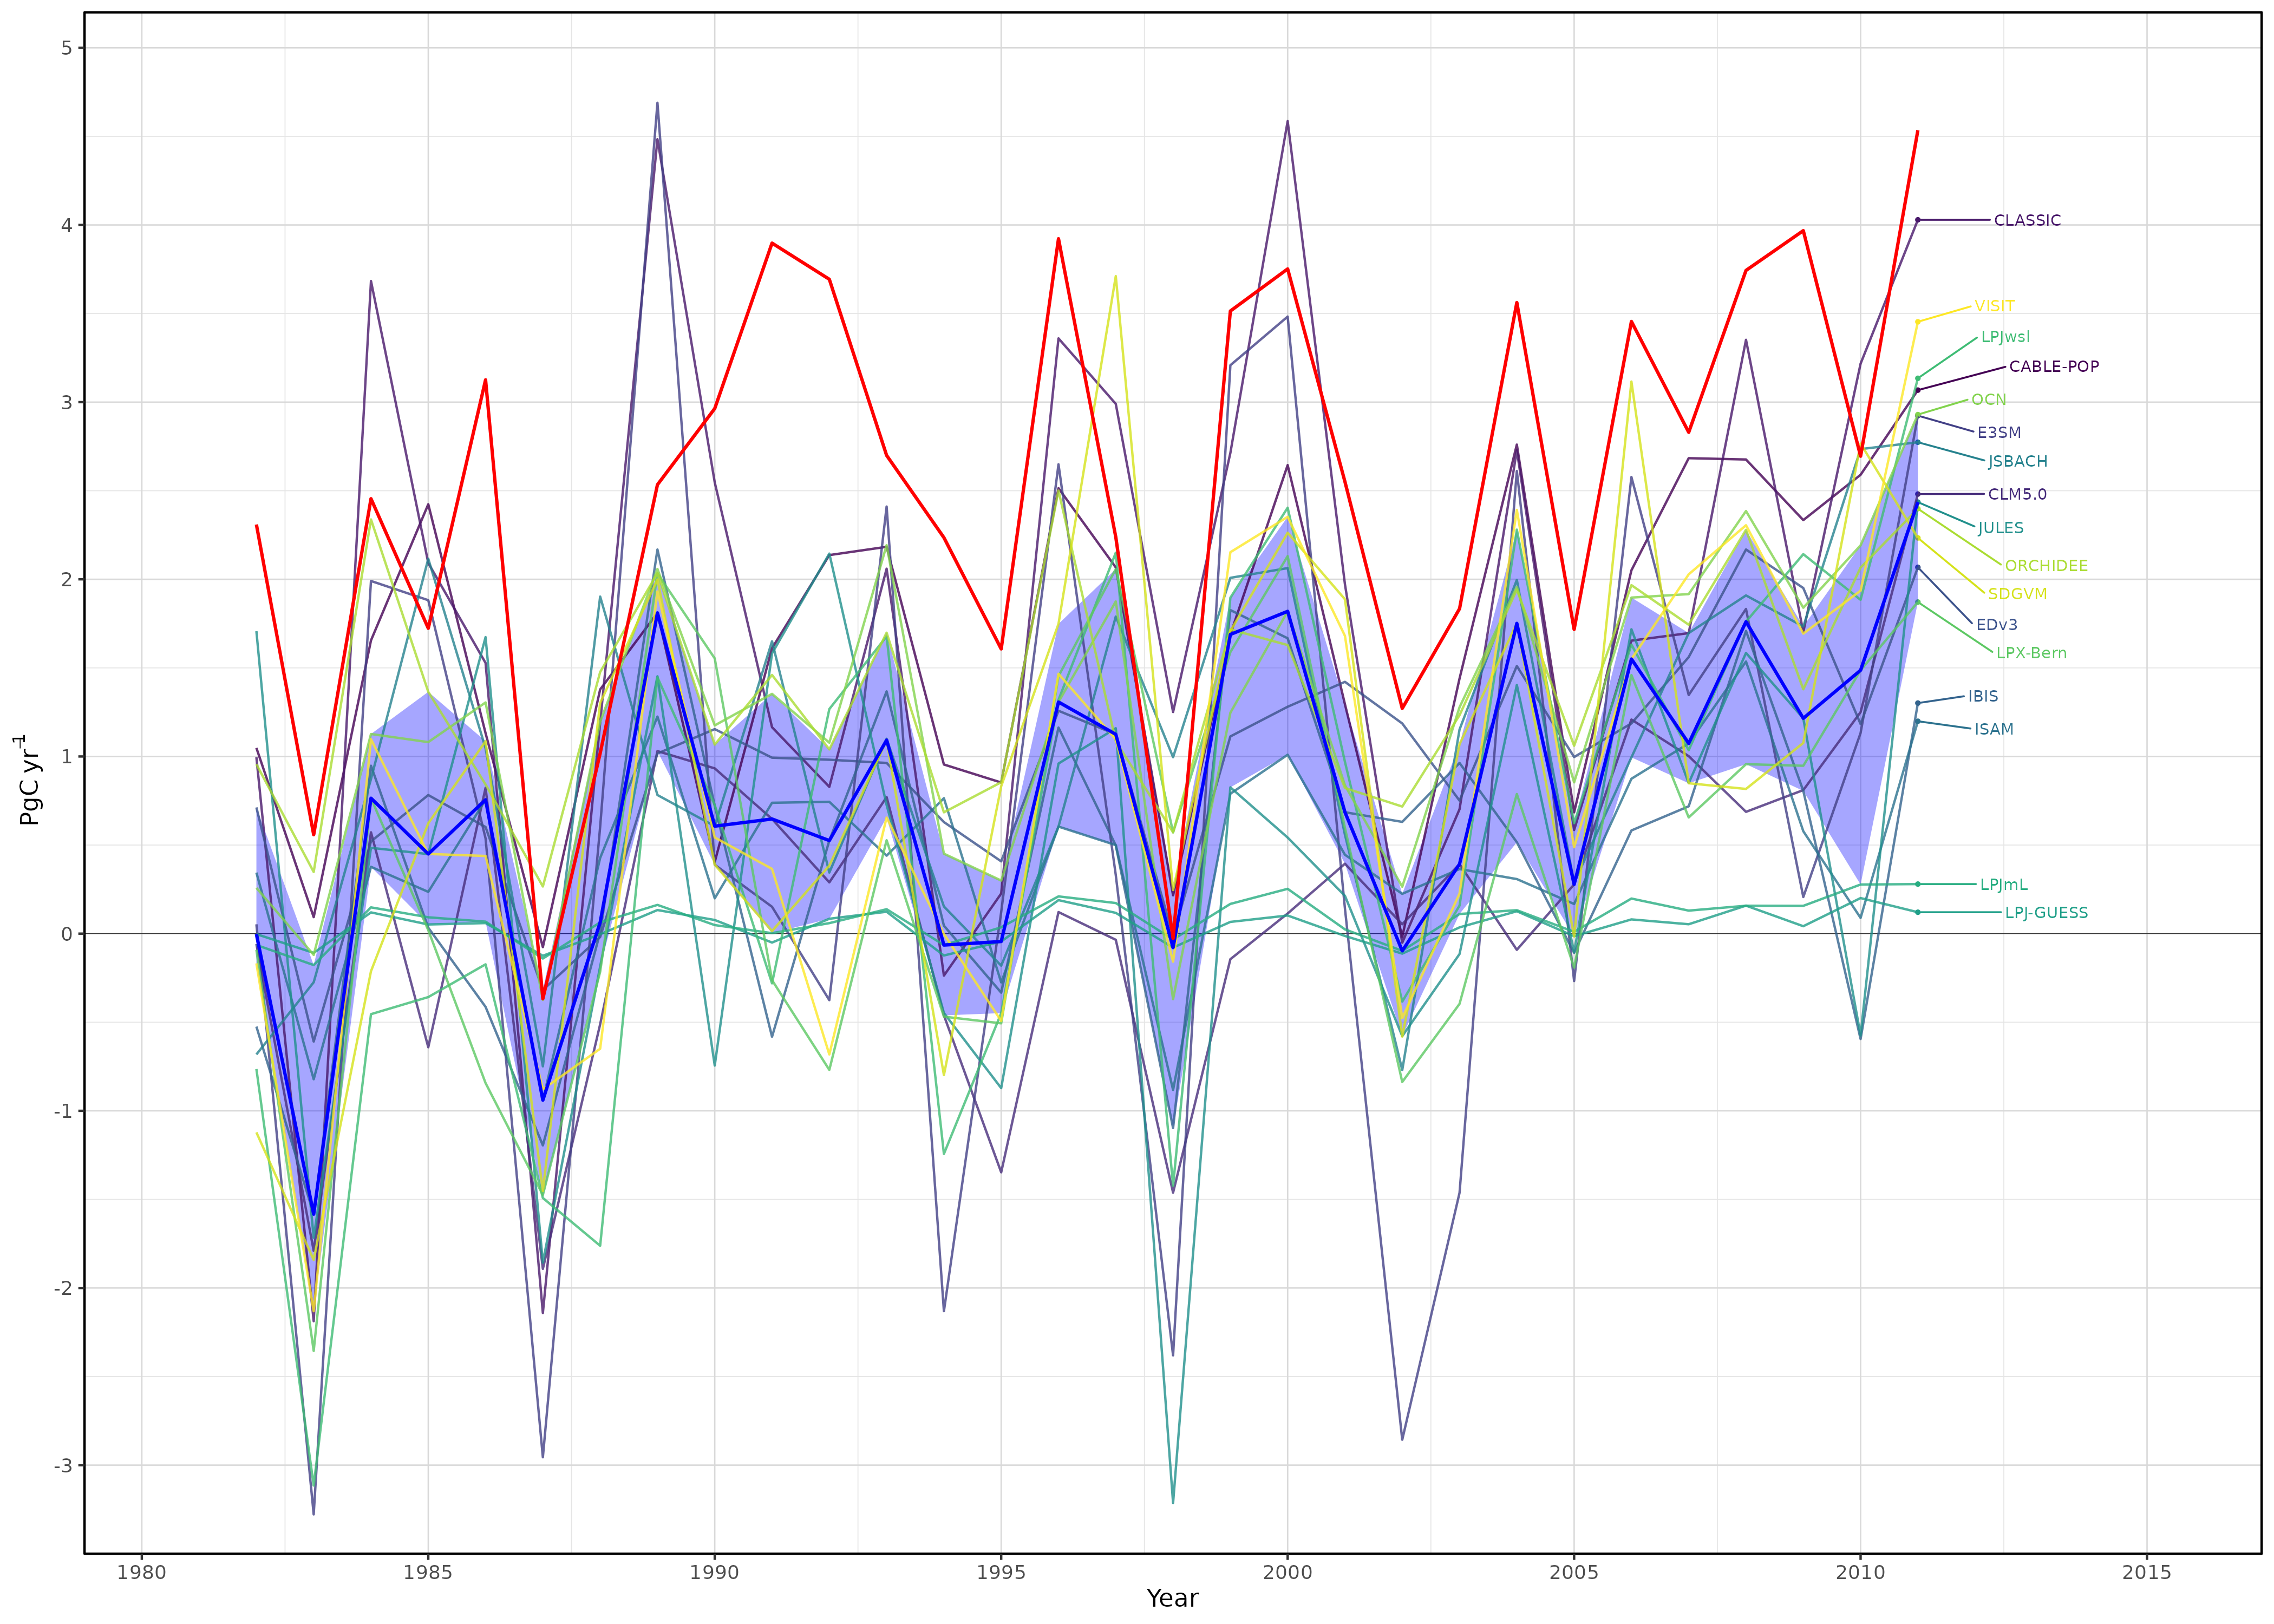 5
4
3
2
1
0
-1
-2
-3
PgC yr⁻¹
1980
1985
1990
1995
2000
2005
2010
2015
Year
CLASSIC
VISIT
LPJwsl
CABLE-POP
OCN
E3SM
JSBACH
CLM5.0
JULES
ORCHIDEE
SDGVM
EDv3
LPX-Bern
IBIS
ISAM
LPJmL
LPJ-GUESS